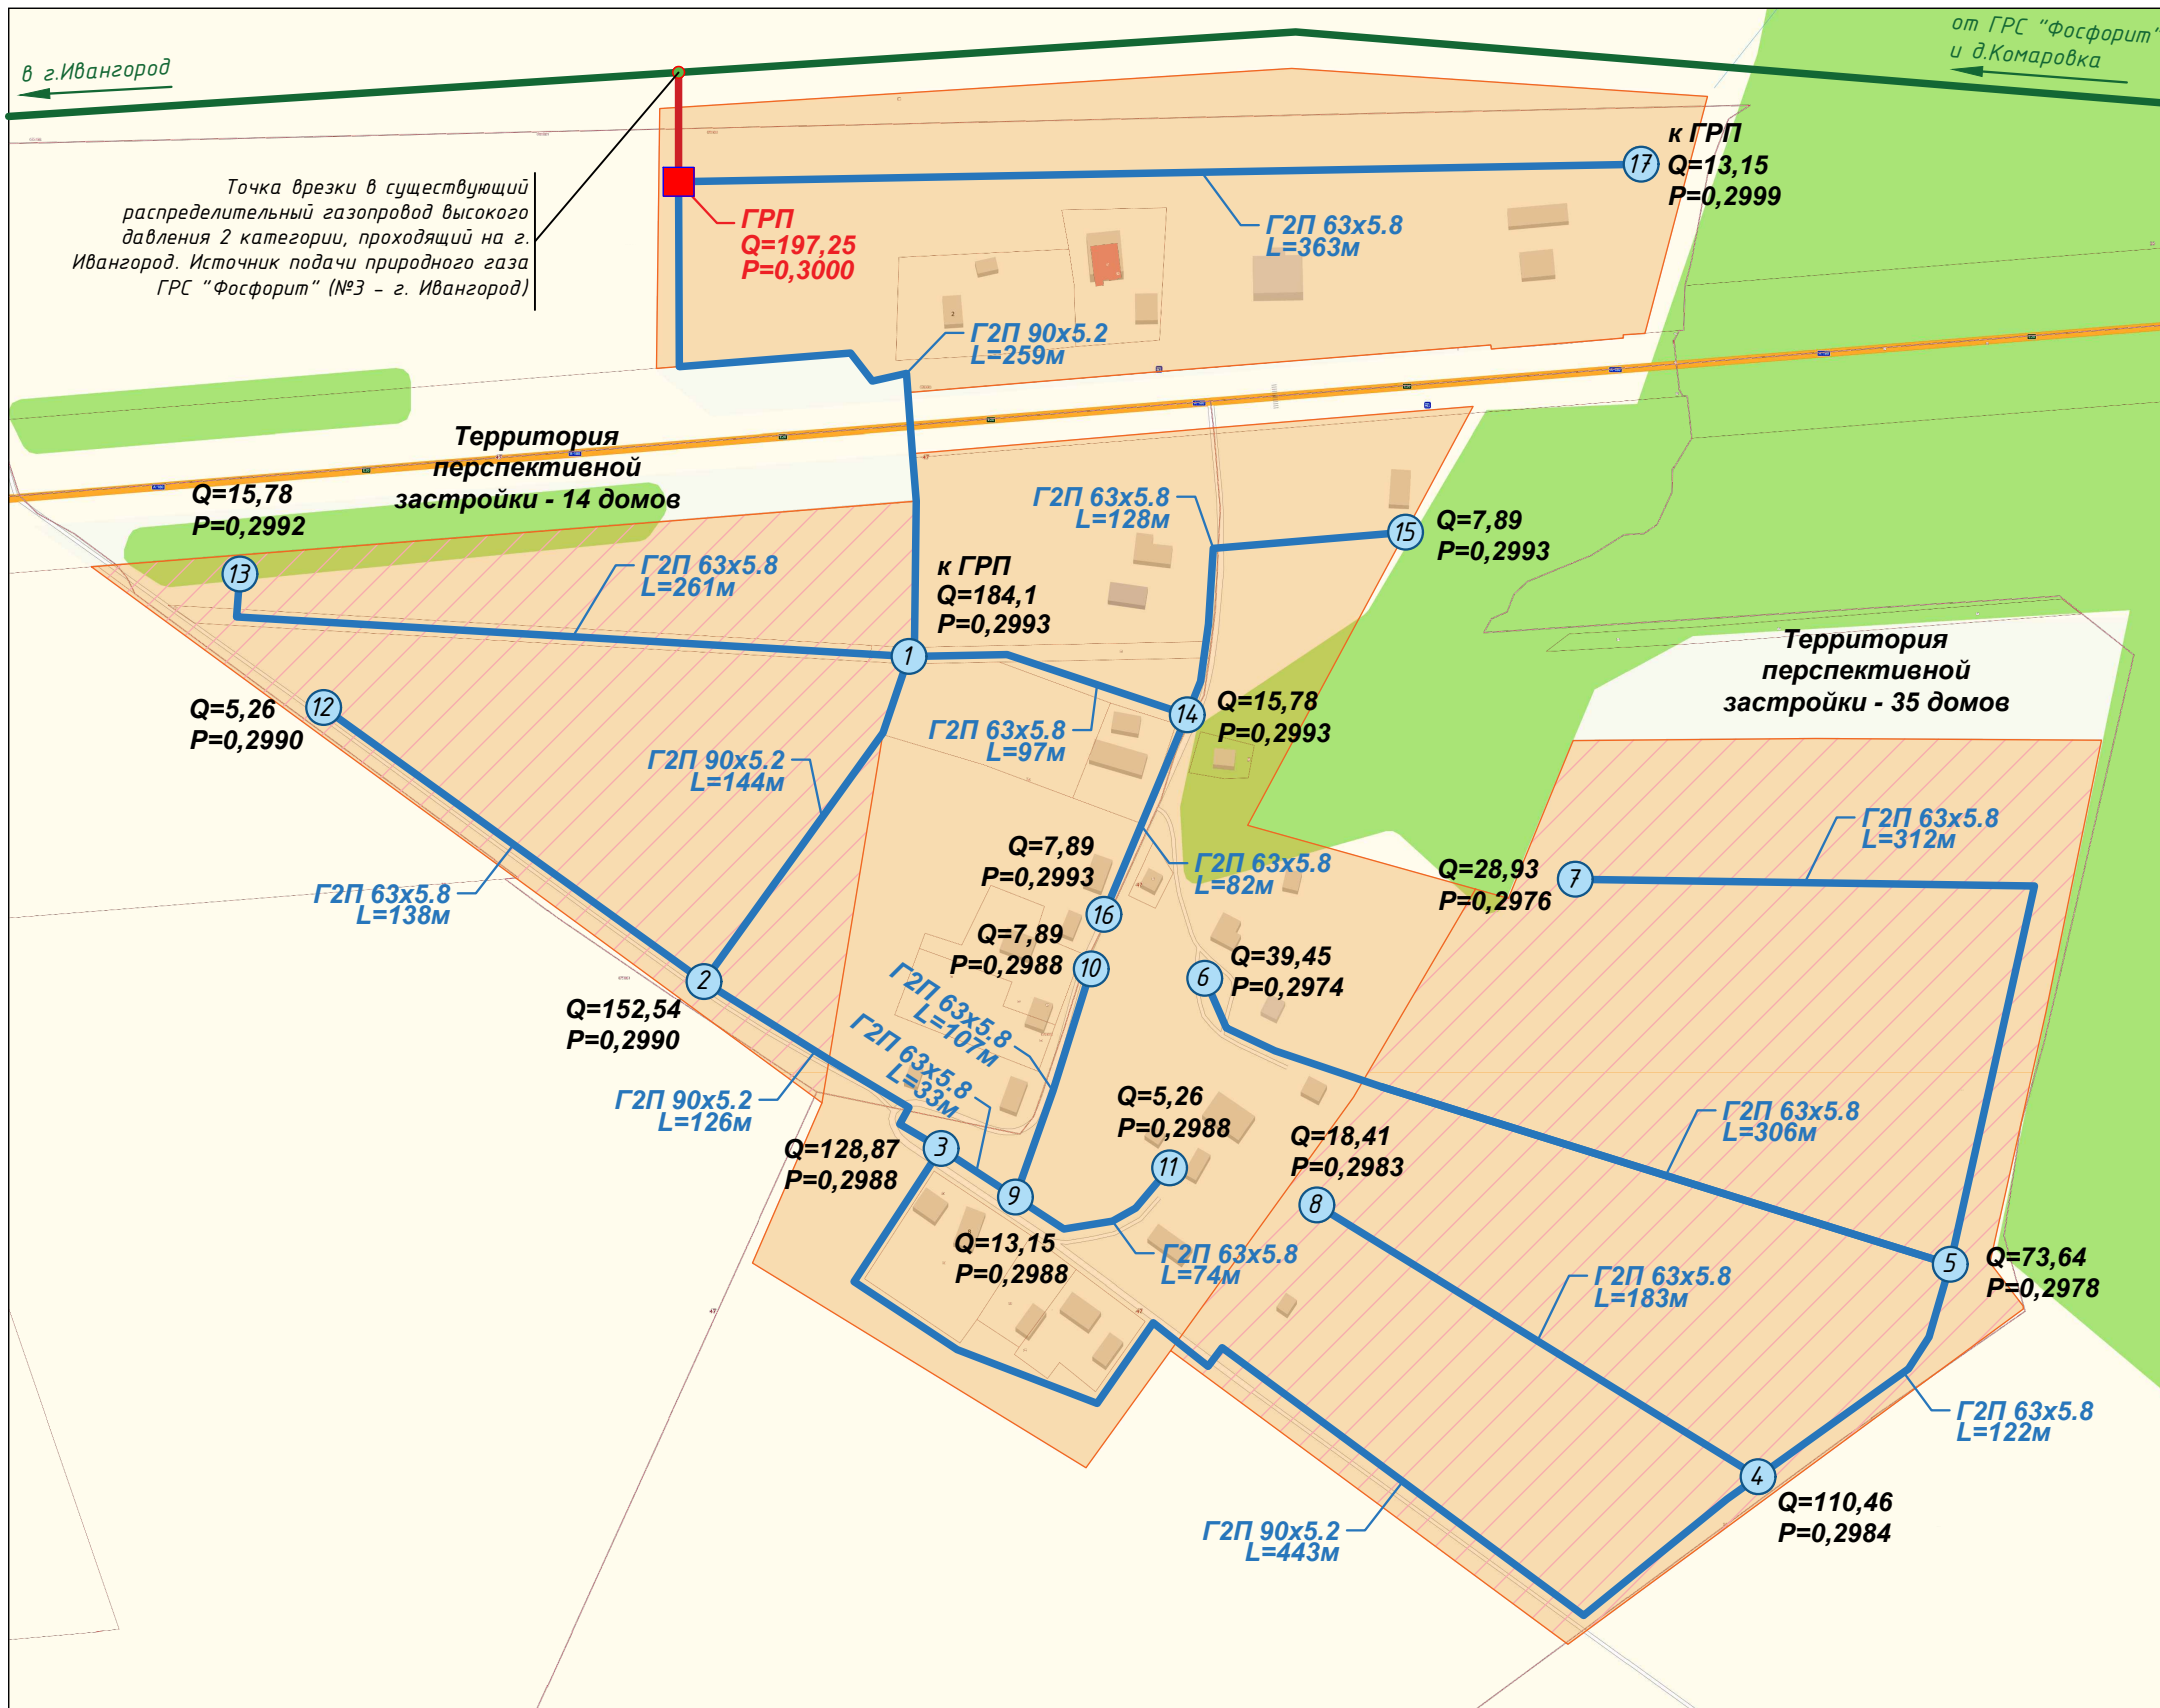 от ГРС "Фосфорит"
и д.Комаровка
в г.Ивангород
к ГРП
17
Q=13,15
P=0,2999
Точка врезки в существующий
распределительный газопровод высокого
давления 2 категории, проходящий на г.
Ивангород. Источник подачи природного газа
ГРС "Фосфорит" (№3 - г. Ивангород)
ГРП
Q=197,25
P=0,3000
Г2П 63х5.8
L=363м
Г2П 90х5.2
L=259м
Территория
перспективной
застройки - 14 домов
Q=15,78
P=0,2992
13
Г2П 63х5.8
L=261м
Г2П 63х5.8
L=128м
15
Q=7,89
P=0,2993
к ГРП
Q=184,1
P=0,2993
1
Территория
перспективной
застройки - 35 домов
Q=5,26
P=0,2990
12
14
Q=15,78
P=0,2993
Г2П 63х5.8
L=97м
Г2П 90х5.2
L=144м
Г2П 63х5.8
L=312м
Г2П 63х5.8
L=138м
Q=7,89
P=0,2993
16
Г2П 63х5.8
L=82м
Q=28,93
P=0,2976
7
Q=7,89
P=0,2988
10
6
Q=39,45
P=0,2974
2
Q=152,54
P=0,2990
Г2П 63х5.8
L=107м
Г2П 63х5.8
L=33м
Г2П 90х5.2
L=126м
Q=5,26
P=0,2988
11
Г2П 63х5.8
L=306м
Q=128,87
P=0,2988
3
Q=18,41
P=0,2983
8
9
Q=13,15
P=0,2988
Г2П 63х5.8
L=74м
5
Q=73,64
P=0,2978
Г2П 63х5.8
L=183м
Г2П 63х5.8
L=122м
4
Q=110,46
P=0,2984
Г2П 90х5.2
L=443м